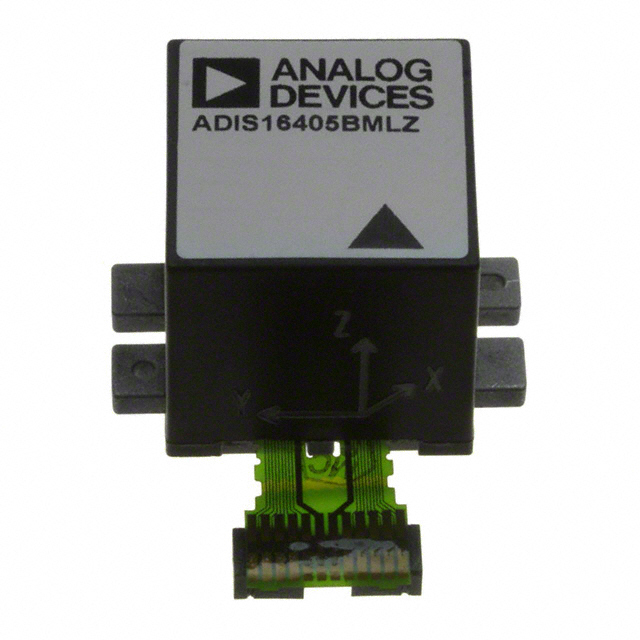 ANALOG
DEVICES
ADIS16405BMLZ
Z
X
Y